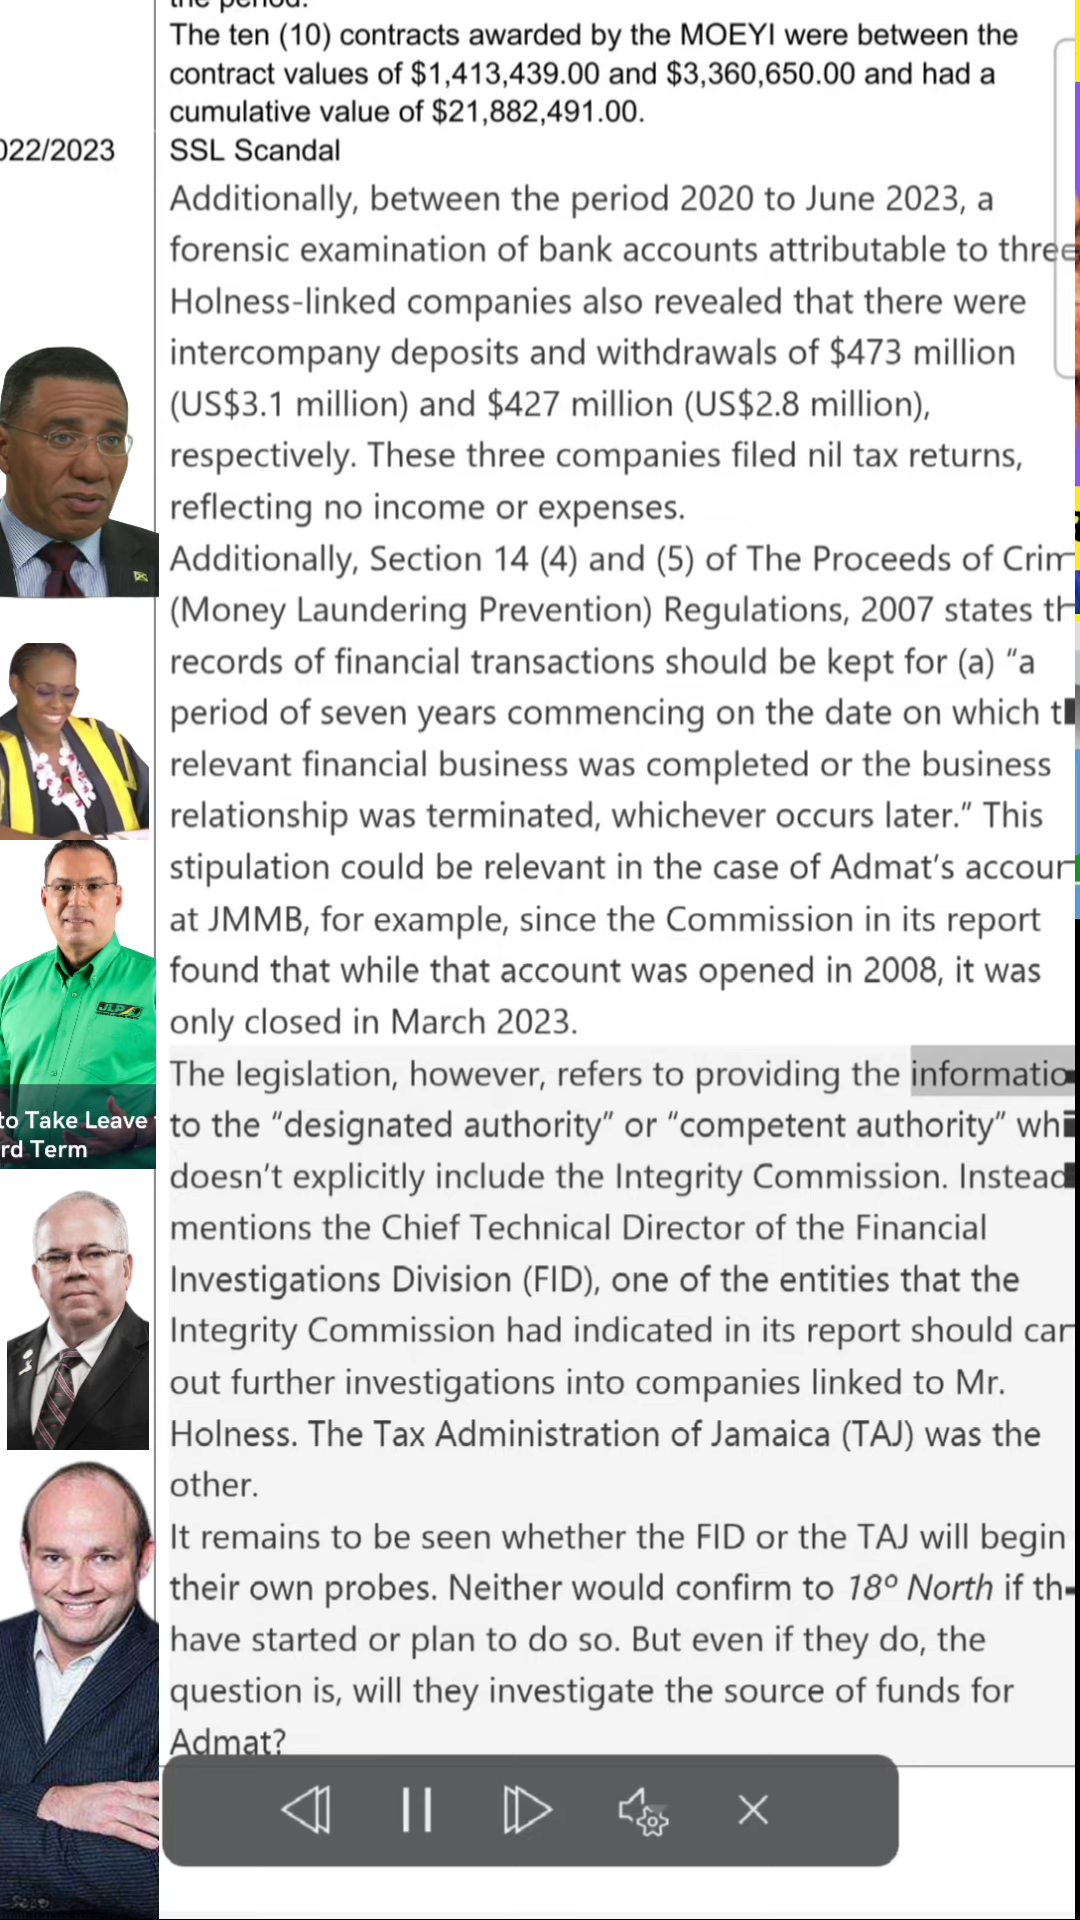 The ten (10) contracts awarded by the MOEYI were between the
contract values of $1,413,439.00 and $3,360,650.00 and had a
cumulative value of $21,882,491.00.
022/2023
SSL Scandal
Additionally, between the period 2020 to June 2023, a
forensic examination of bank accounts attributable to three
Holness-linked companies also revealed that there were
intercompany deposits and withdrawals of $473 million
(US$3.1 million) and $427 million (US$2.8 million),
respectively. These three companies filed nil tax returns,
reflecting no income or expenses.
Additionally, Section 14 (4) and (5) of The Proceeds of Crim
(Money Laundering Prevention) Regulations, 2007 states th
records of financial transactions should be kept for (a) “a
period of seven years commencing on the date on which t
relevant financial business was completed or the business
relationship was terminated, whichever occurs later.” This
stipulation could be relevant in the case of Admat’s accoun
at JMMB, for example, since the Commission in its report
found that while that account was opened in 2008, it was
only closed in March 2023.
The legislation, however, refers to providing the informatio
to the “designated authority” or “competent authority” whi
doesn’t explicitly include the Integrity Commission. Instead
mentions the Chief Technical Director of the Financial
Investigations Division (FID), one of the entities that the
Integrity Commission had indicated in its report should car
out further investigations into companies linked to Mr.
Holness. The Tax Administration of Jamaica (TAJ) was the
other.
It remains to be seen whether the FID or the TAJ will begin
their own probes. Neither would confirm to 18º North if th
have started or plan to do so. But even if they do, the
question is, will they investigate the source of funds for
Admat?
JLP
to Take Leave
rd Term